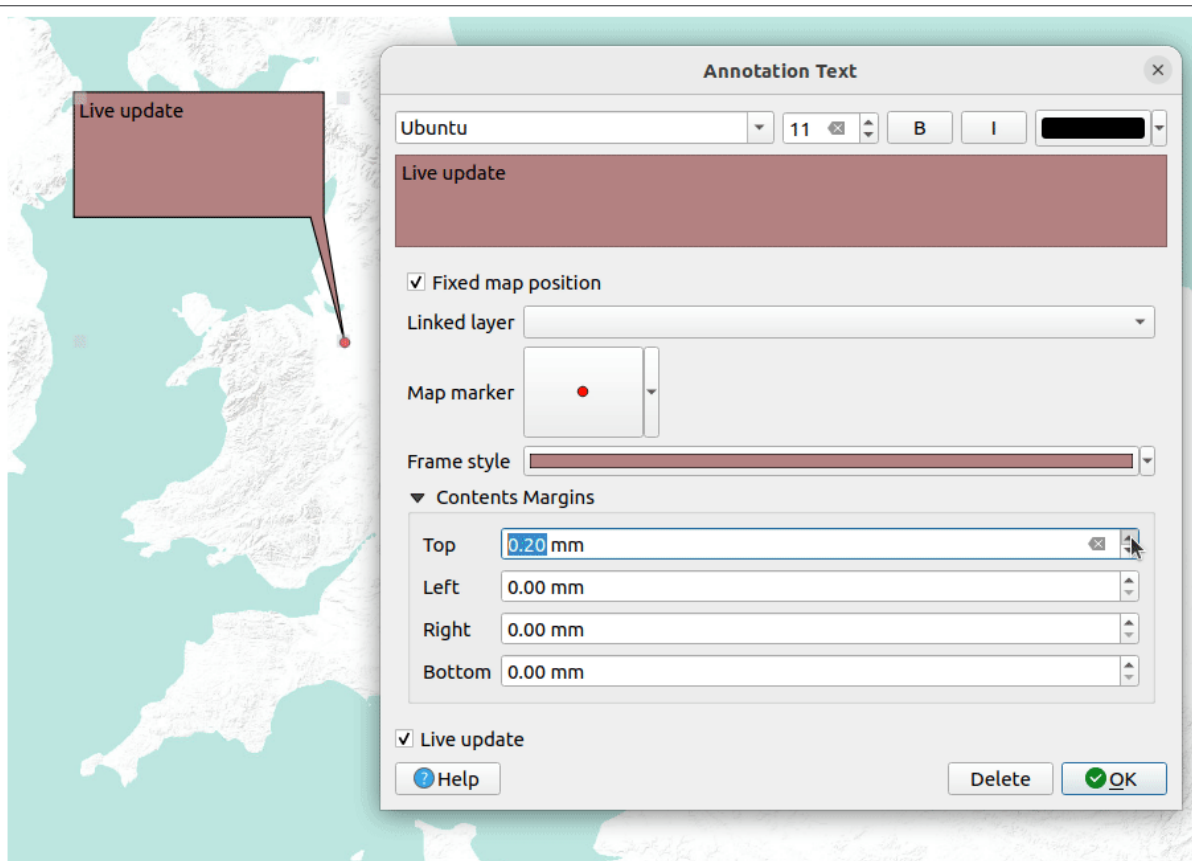 Live update
Annotation Text
Ubuntu
11
B
I
Live update
Fixed map position
Linked layer
Map marker
Frame style
Contents Margins
Top 0.20 mm
Left 0.00 mm
Right 0.00 mm
Bottom 0.00 mm
Live update
? Help
Delete
OK